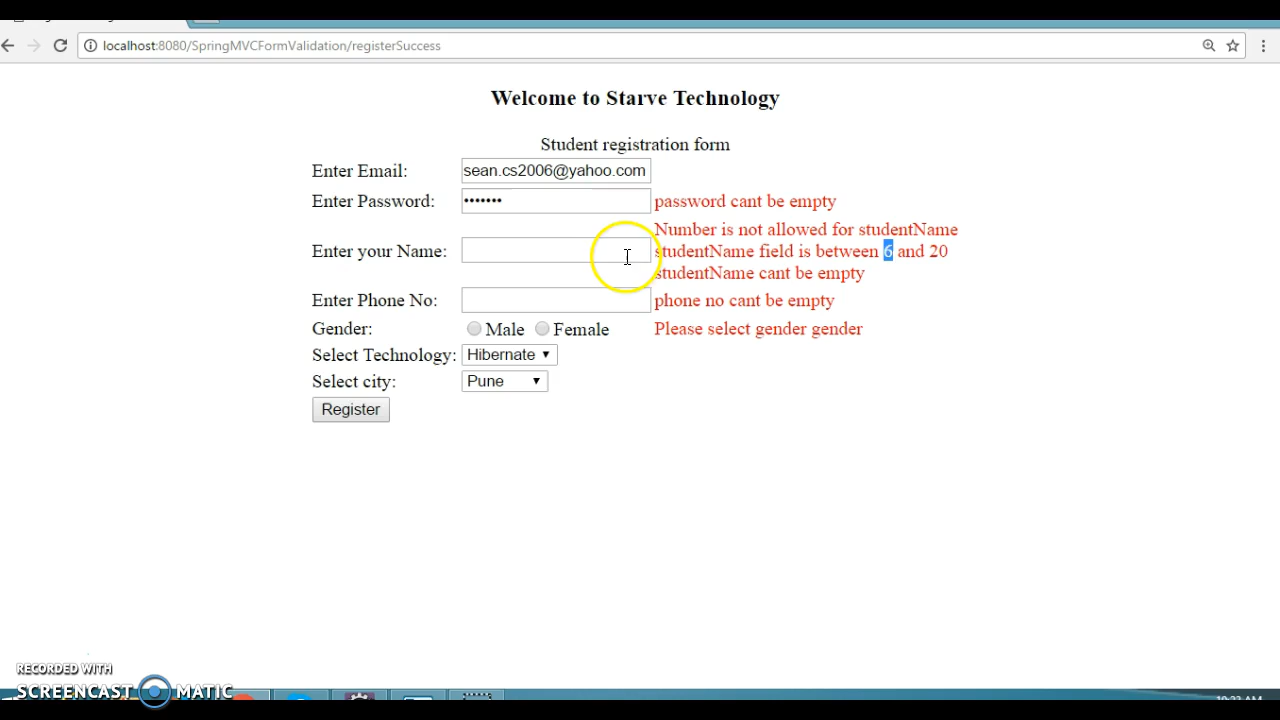 localhost:8080/SpringMVCFormValidation/registerSuccess
Welcome to Starve Technology
Student registration form
Enter Email: sean.cs2006@yahoo.com
Enter Password: ••••••• password cant be empty
Number is not allowed for studentName
Enter your Name: studentName field is between 6 and 20
studentName cant be empty
Enter Phone No: phone no cant be empty
Gender: Male Female Please select gender gender
Select Technology: Hibernate
Select city: Pune
Register
RECORDED WITH
SCREENCAST MATIC